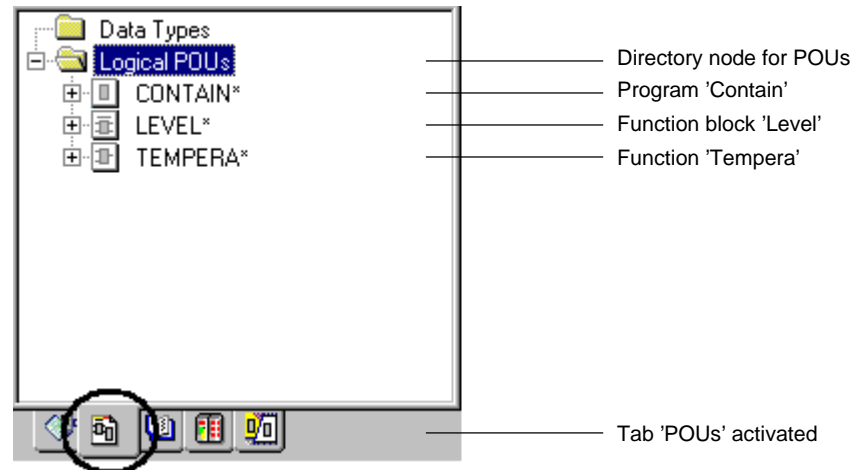 Data Types
Logical POUs
Directory node for POUs
CONTAIN*
Program ’Contain’
LEVEL*
Function block ’Level’
TEMPERA*
Function ’Tempera’
Tab ’POUs’ activated